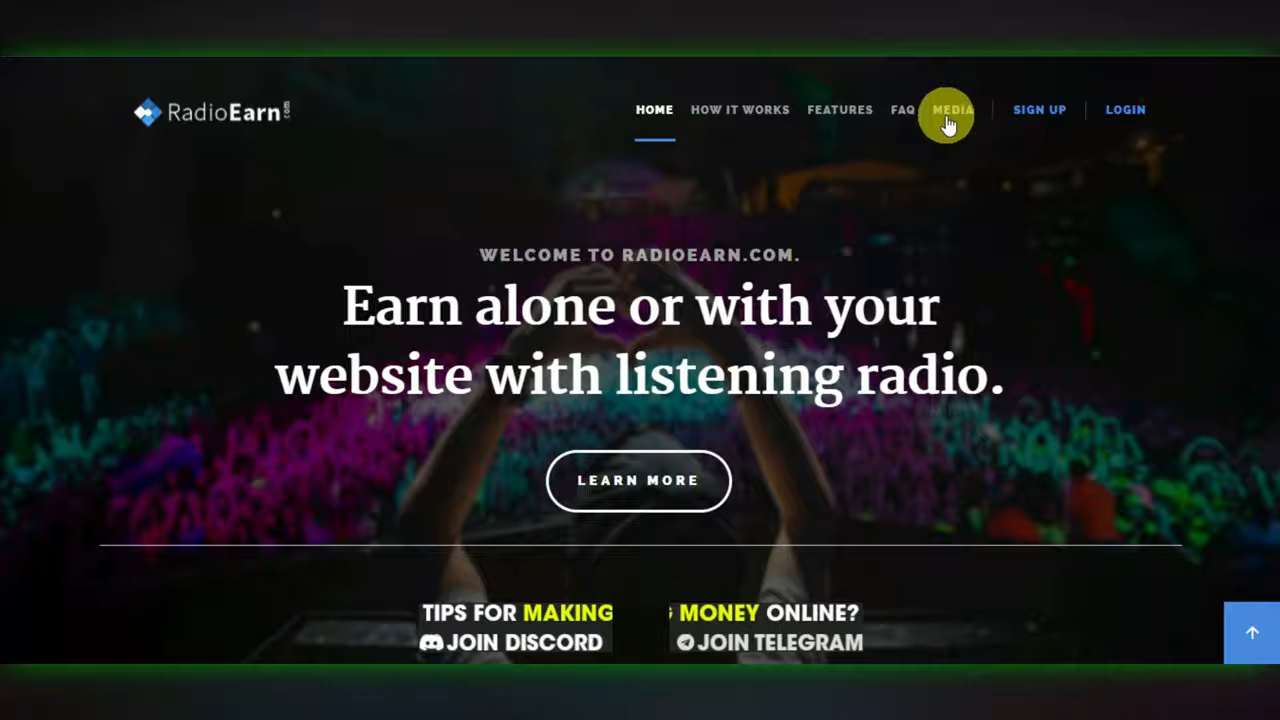 RadioEarn.com
HOME HOW IT WORKS FEATURES FAQ MEDIA SIGN UP LOGIN
WELCOME TO RADIOEARN.COM.
Earn alone or with your
website with listening radio.
LEARN MORE
TIPS FOR MAKING MONEY ONLINE?
JOIN DISCORD JOIN TELEGRAM